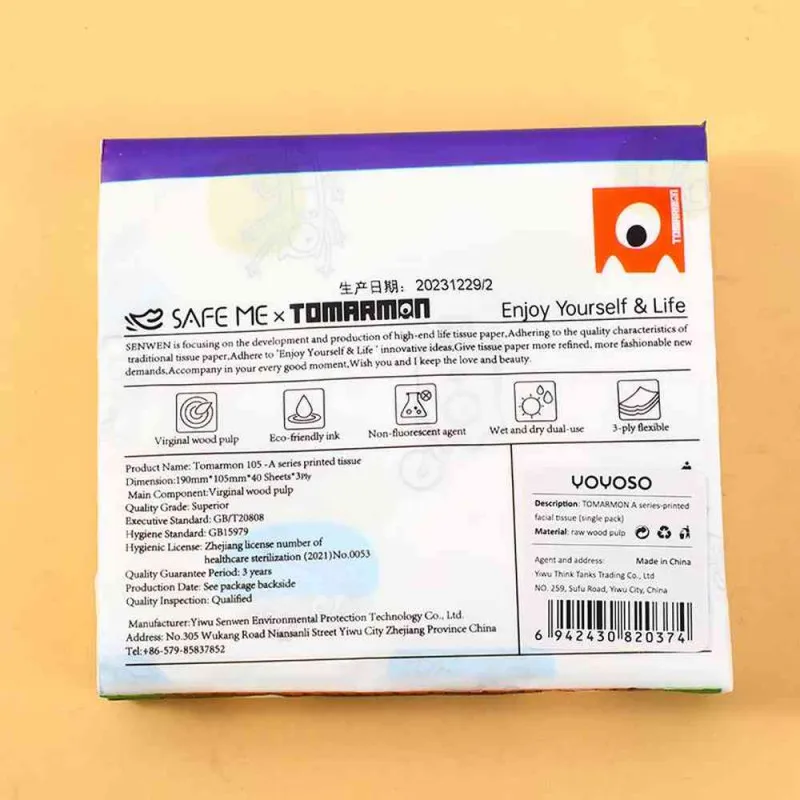 TOMARMON
生产日期: 20231229/2
SAFE ME × TOMARMON
Enjoy Yourself & Life
SENWEN is focusing on the development and production of high-end life tissue paper,Adhering to the quality characteristics of
traditional tissue paper,Adhere to "Enjoy Yourself & Life " innovative ideas,Give tissue paper more refined, more fashionable new
demands,Accompany in your every good moment,Wish you and I keep the love and beauty.
Virginal wood pulp
Eco-friendly ink
Non-fluorescent agent
Wet and dry dual-use
3-ply flexible
Product Name: Tomarmon 105 -A series printed tissue
Dimension:190mm*105mm*40 Sheets*3Ply
Main Component:Virginal wood pulp
Quality Grade: Superior
Executive Standard: GB/T20808
Hygiene Standard: GB15979
Hygienic License: Zhejiang license number of
healthcare sterilization (2021)No.0053
Quality Guarantee Period: 3 years
Production Date: See package backside
Quality Inspection: Qualified
Manufacturer:Yiwu Senwen Environmental Protection Technology Co., Ltd.
Address: No.305 Wukang Road Niansanli Street Yiwu City Zhejiang Province China
Tel:+86-579-85837852
YOYOSO
Description: TOMARMON A series-printed
facial tissue (single pack)
Material: raw wood pulp
Agent and address: Made in China
Yiwu Think Tanks Trading Co., Ltd
NO. 259, Sufu Road, Yiwu City, China
6 942430 820374